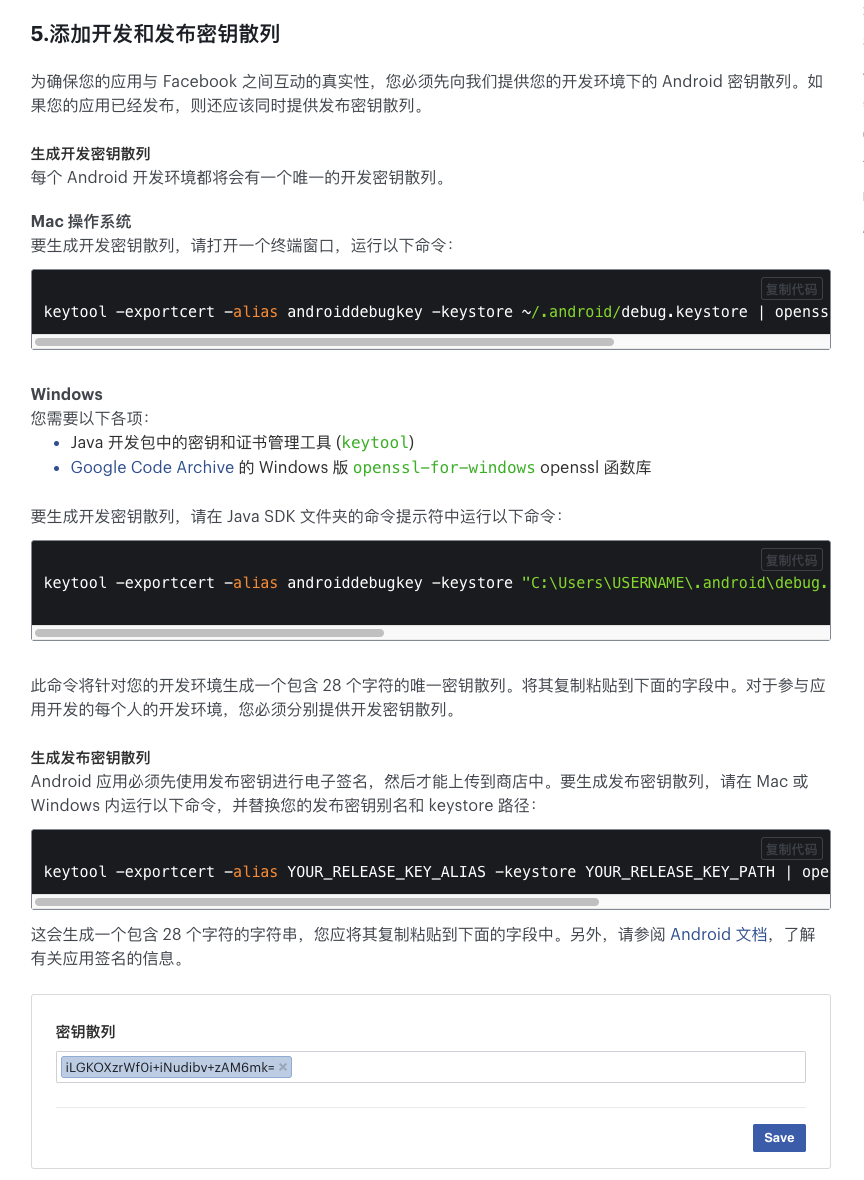 5.添加开发和发布密钥散列
为确保您的应用与 Facebook 之间互动的真实性，您必须先向我们提供您的开发环境下的 Android 密钥散列。如
果您的应用已经发布，则还应该同时提供发布密钥散列。
生成开发密钥散列
每个 Android 开发环境都将会有一个唯一的开发密钥散列。
Mac 操作系统
要生成开发密钥散列，请打开一个终端窗口，运行以下命令：
复制代码
keytool -exportcert -alias androiddebugkey -keystore ~/.android/debug.keystore | openss
Windows
您需要以下各项：
• Java 开发包中的密钥和证书管理工具 (keytool)
• Google Code Archive 的 Windows 版 openssl-for-windows openssl 函数库
要生成开发密钥散列，请在 Java SDK 文件夹的命令提示符中运行以下命令：
复制代码
keytool -exportcert -alias androiddebugkey -keystore "C:\Users\USERNAME\.android\debug.
此命令将针对您的开发环境生成一个包含 28 个字符的唯一密钥散列。将其复制粘贴到下面的字段中。对于参与应
用开发的每个人的开发环境，您必须分别提供开发密钥散列。
生成发布密钥散列
Android 应用必须先使用发布密钥进行电子签名，然后才能上传到商店中。要生成发布密钥散列，请在 Mac 或
Windows 内运行以下命令，并替换您的发布密钥别名和 keystore 路径：
复制代码
keytool -exportcert -alias YOUR_RELEASE_KEY_ALIAS -keystore YOUR_RELEASE_KEY_PATH | ope
这会生成一个包含 28 个字符的字符串，您应将其复制粘贴到下面的字段中。另外，请参阅 Android 文档，了解
有关应用签名的信息。
密钥散列
iLGKOXzrWf0i+iNudibv+zAM6mk= ×
Save